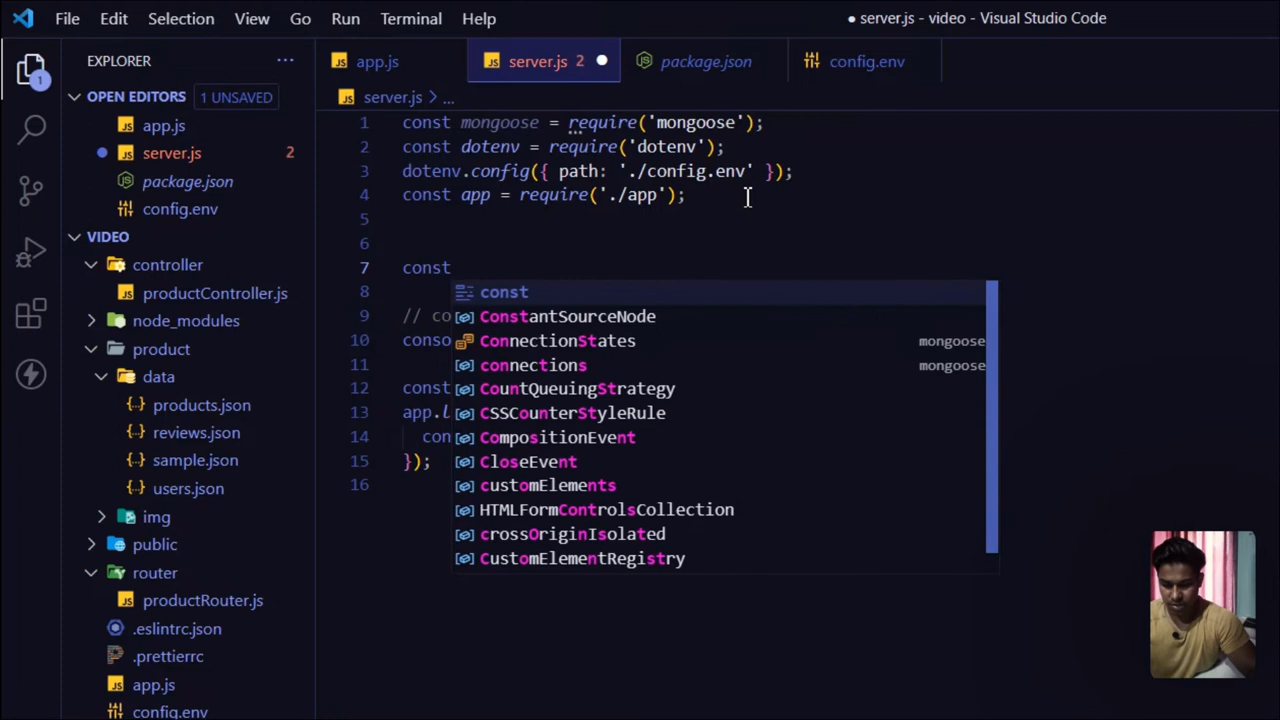 File Edit Selection View Go Run Terminal Help ● server.js - video - Visual Studio Code
EXPLORER ···
1
OPEN EDITORS 1 UNSAVED
app.js
server.js 2
package.json
config.env
VIDEO
controller
productController.js
node_modules
product
data
products.json
reviews.json
sample.json
users.json
img
public
router
productRouter.js
.eslintrc.json
.prettierrc
app.js
config.env
app.js server.js 2 package.json config.env
server.js > ...
1 const mongoose = require('mongoose');
2 const dotenv = require('dotenv');
3 dotenv.config({ path: './config.env' });
4 const app = require('./app');
5
6
7 const
8
9 // co
10 conso
11
12 const
13 app.l
14 con
15 });
16
const
ConstantSourceNode
ConnectionStates mongoose
connections mongoose
CountQueuingStrategy
CSSCounterStyleRule
CompositionEvent
CloseEvent
customElements
HTMLFormControlsCollection
crossOriginIsolated
CustomElementRegistry